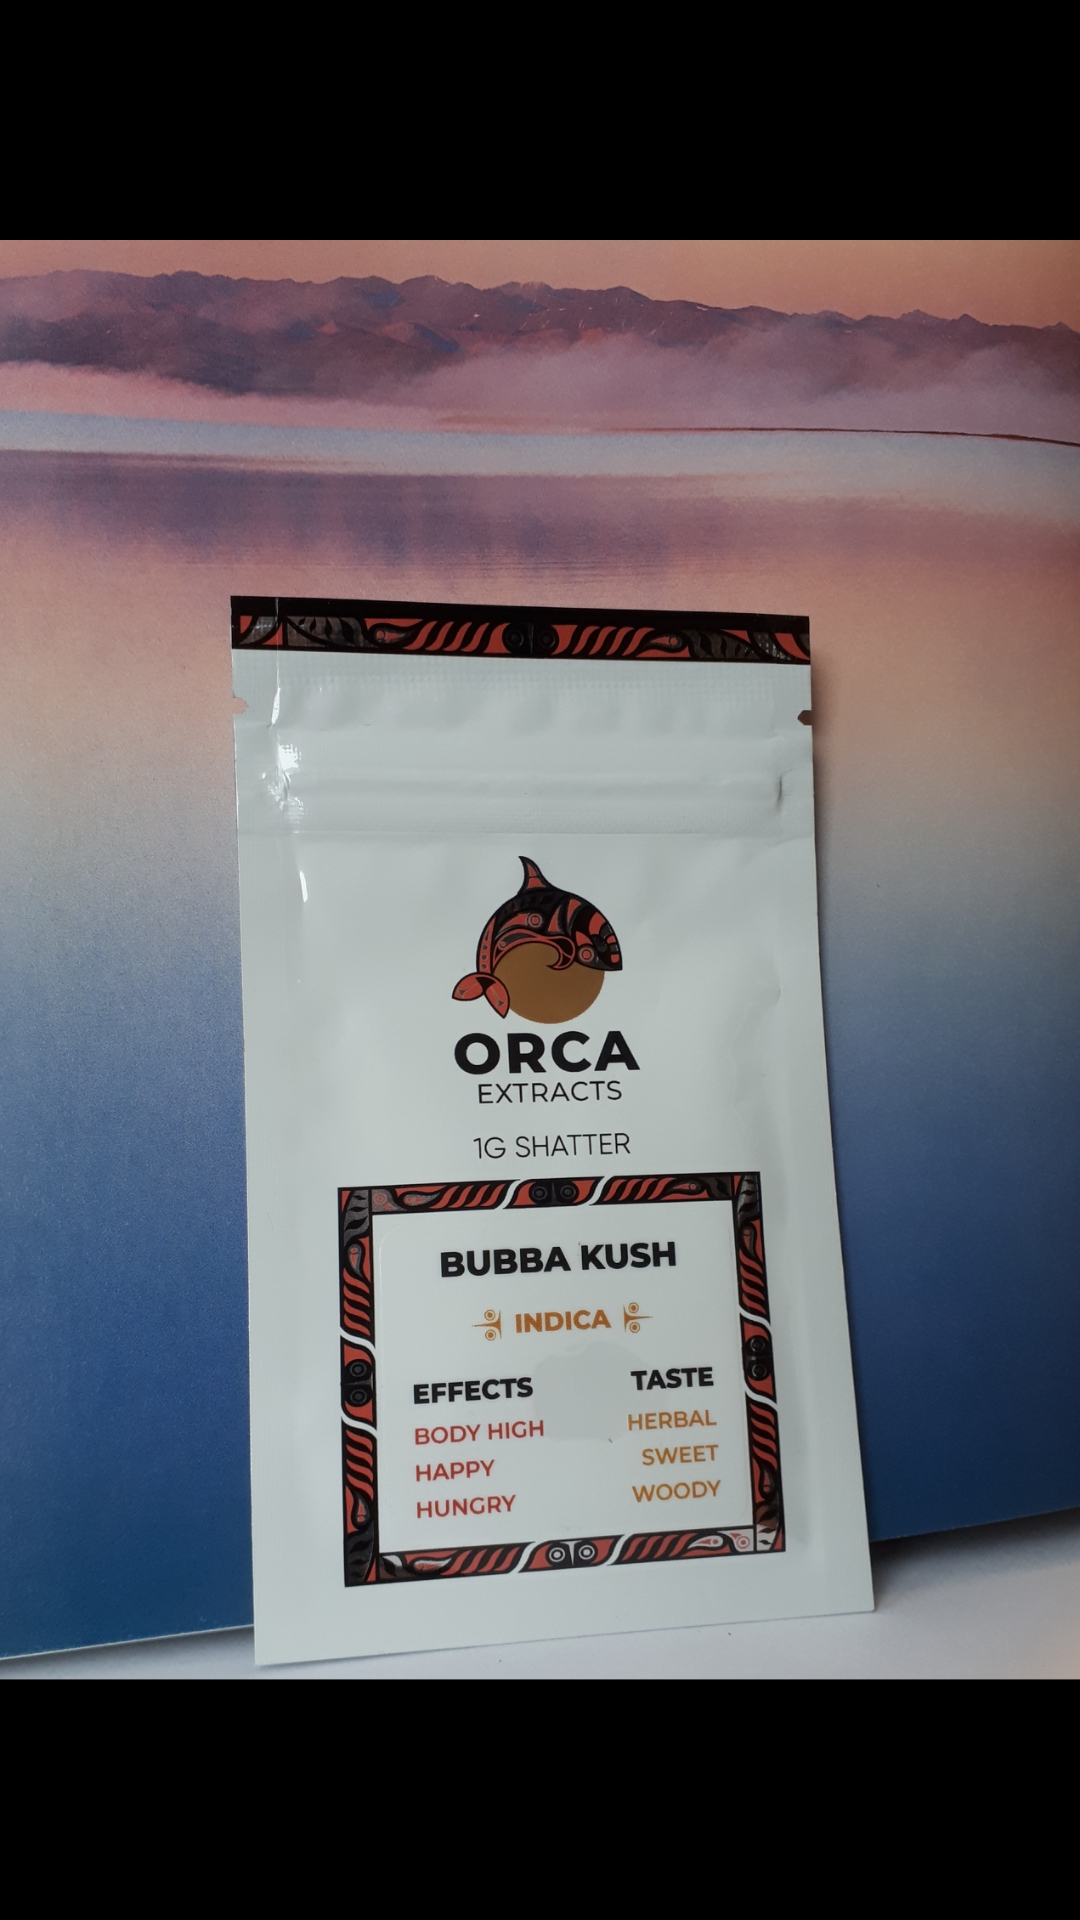 ORCA
EXTRACTS
1G SHATTER
BUBBA KUSH
INDICA
EFFECTS
BODY HIGH
HAPPY
HUNGRY
TASTE
HERBAL
SWEET
WOODY